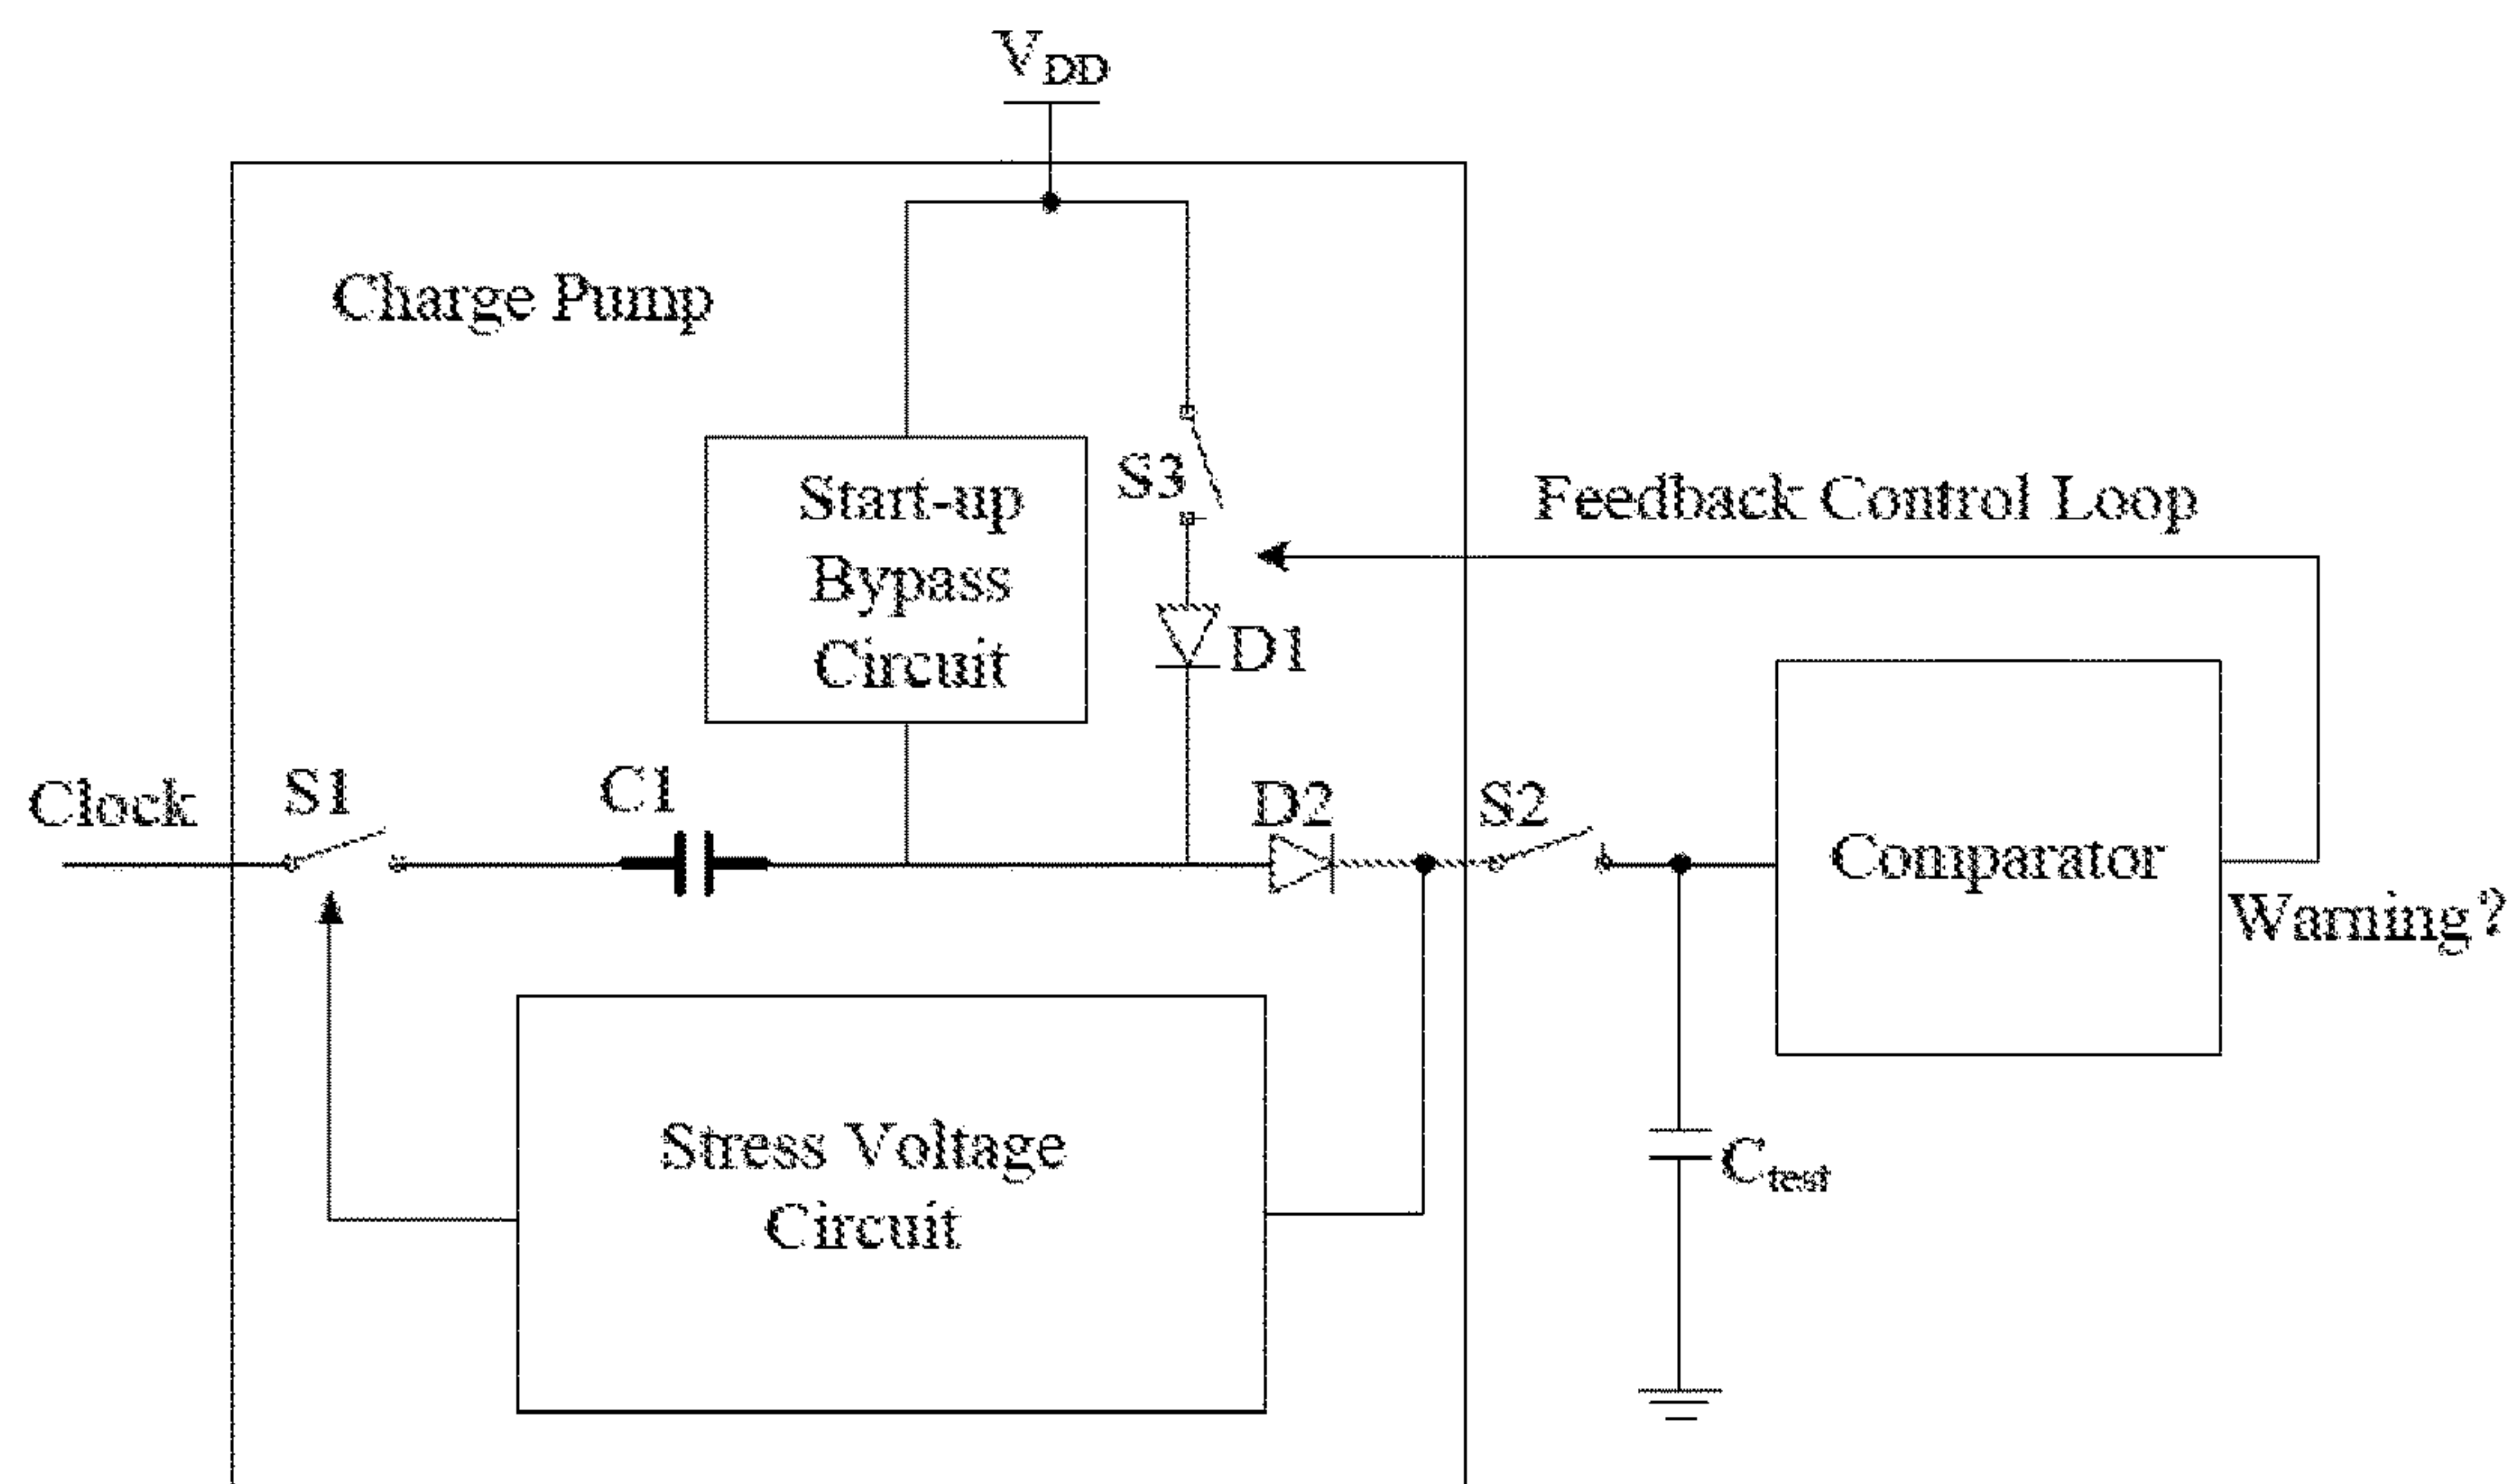 VDD
Charge Pump
Start-up
Bypass
Circuit
S3
Feedback Control Loop
D1
Clock
S1
C1
D2
S2
Comparator
Warning?
Stress Voltage
Circuit
Ctest